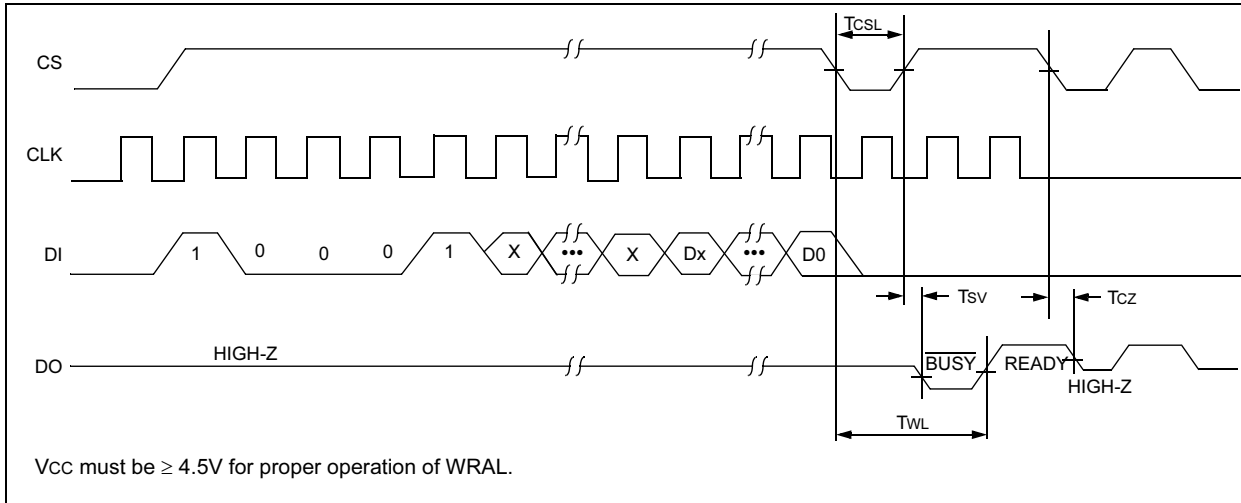 TCSL
CS
CLK
DI 1 0 0 0 1 X ••• X Dx ••• D0
TSV TCZ
HIGH-Z
DO BUSY READY
HIGH-Z
TWL
VCC must be ≥ 4.5V for proper operation of WRAL.